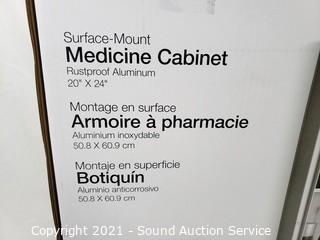 Surface-Mount
Medicine Cabinet
Rustproof Aluminum
20" X 24"
Montage en surface
Armoire à pharmacie
Aluminium inoxydable
50.8 X 60.9 cm
Montaje en superficie
Botiquín
Aluminio anticorrosivo
50.8 X 60.9 cm
Copyright 2021 - Sound Auction Service